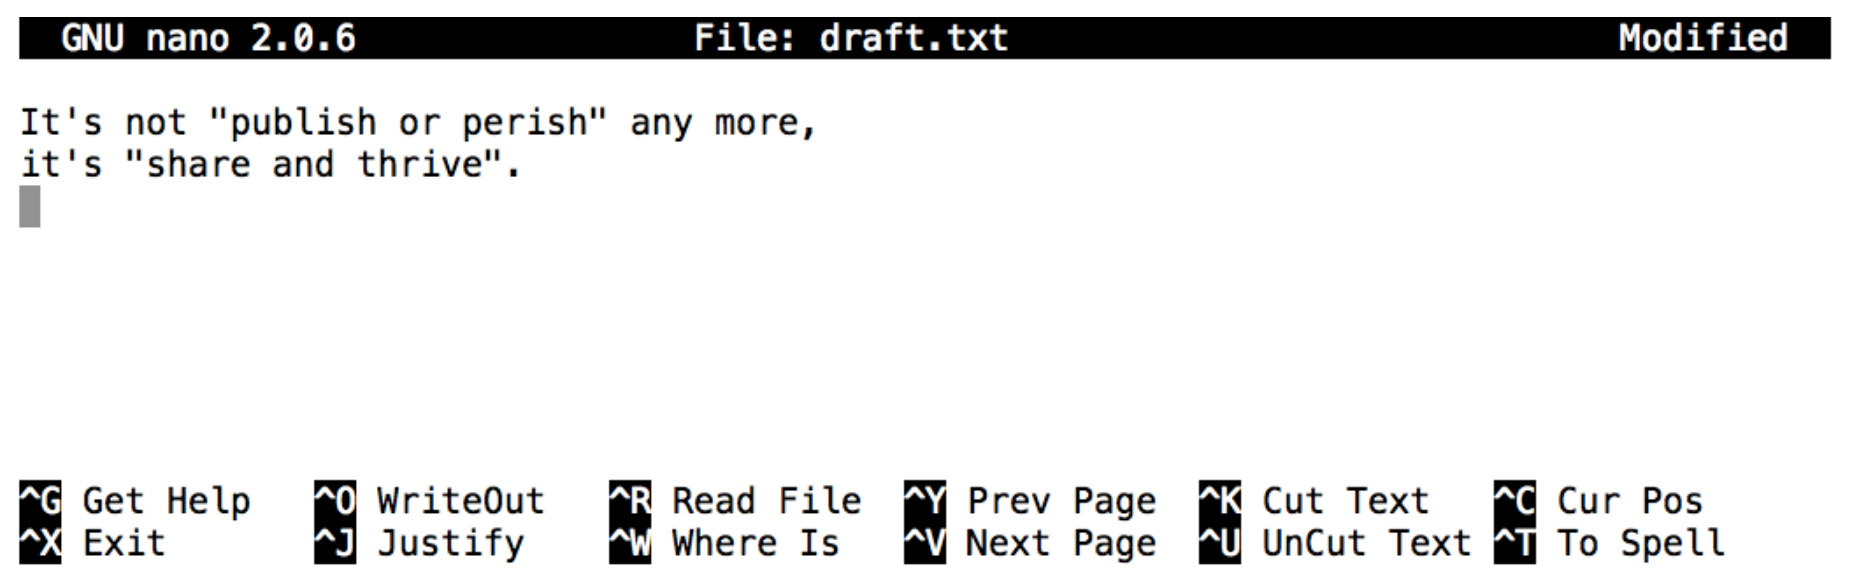 GNU nano 2.0.6 File: draft.txt Modified
It's not "publish or perish" any more,
it's "share and thrive".
^G Get Help ^O WriteOut ^R Read File ^Y Prev Page ^K Cut Text ^C Cur Pos
^X Exit ^J Justify ^W Where Is ^V Next Page ^U UnCut Text ^T To Spell